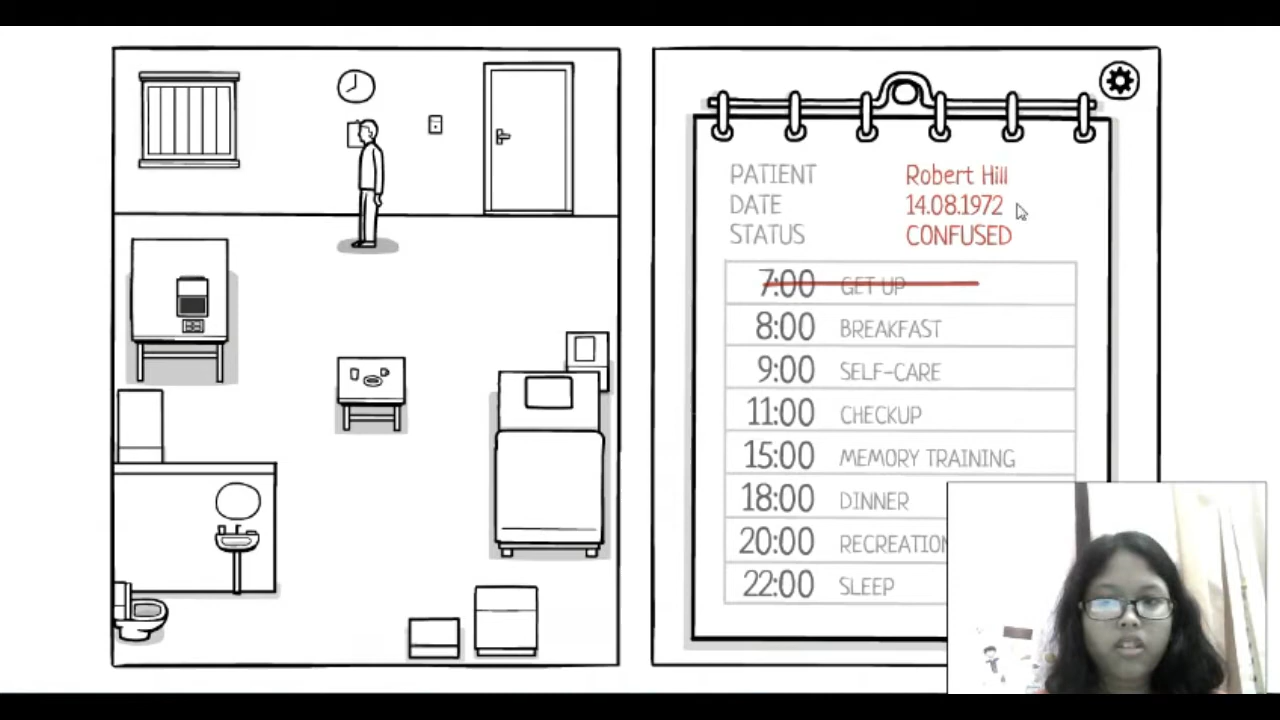 PATIENT Robert Hill
DATE 14.08.1972
STATUS CONFUSED
7:00 GET UP
8:00 BREAKFAST
9:00 SELF-CARE
11:00 CHECKUP
15:00 MEMORY TRAINING
18:00 DINNER
20:00 RECREATION
22:00 SLEEP